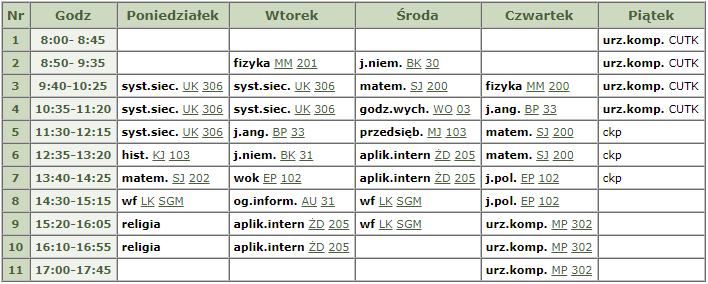 Nr Godz Poniedziałek Wtorek Środa Czwartek Piątek
1 8:00- 8:45 urz.komp. CUTK
2 8:50- 9:35 fizyka MM 201 j.niem. BK 30 urz.komp. CUTK
3 9:40-10:25 syst.siec. UK 306 syst.siec. UK 306 matem. SJ 200 fizyka MM 200 urz.komp. CUTK
4 10:35-11:20 syst.siec. UK 306 syst.siec. UK 306 godz.wych. WO 03 j.ang. BP 33 urz.komp. CUTK
5 11:30-12:15 syst.siec. UK 306 j.ang. BP 33 przedsięb. MJ 103 matem. SJ 200 ckp
6 12:35-13:20 hist. KJ 103 j.niem. BK 31 aplik.intern ŻD 205 matem. SJ 200 ckp
7 13:40-14:25 matem. SJ 202 wok EP 102 aplik.intern ŻD 205 j.pol. EP 102 ckp
8 14:30-15:15 wf LK SGM og.inform. AU 31 wf LK SGM j.pol. EP 102
9 15:20-16:05 religia aplik.intern ŻD 205 wf LK SGM urz.komp. MP 302
10 16:10-16:55 religia aplik.intern ŻD 205 urz.komp. MP 302
11 17:00-17:45 urz.komp. MP 302